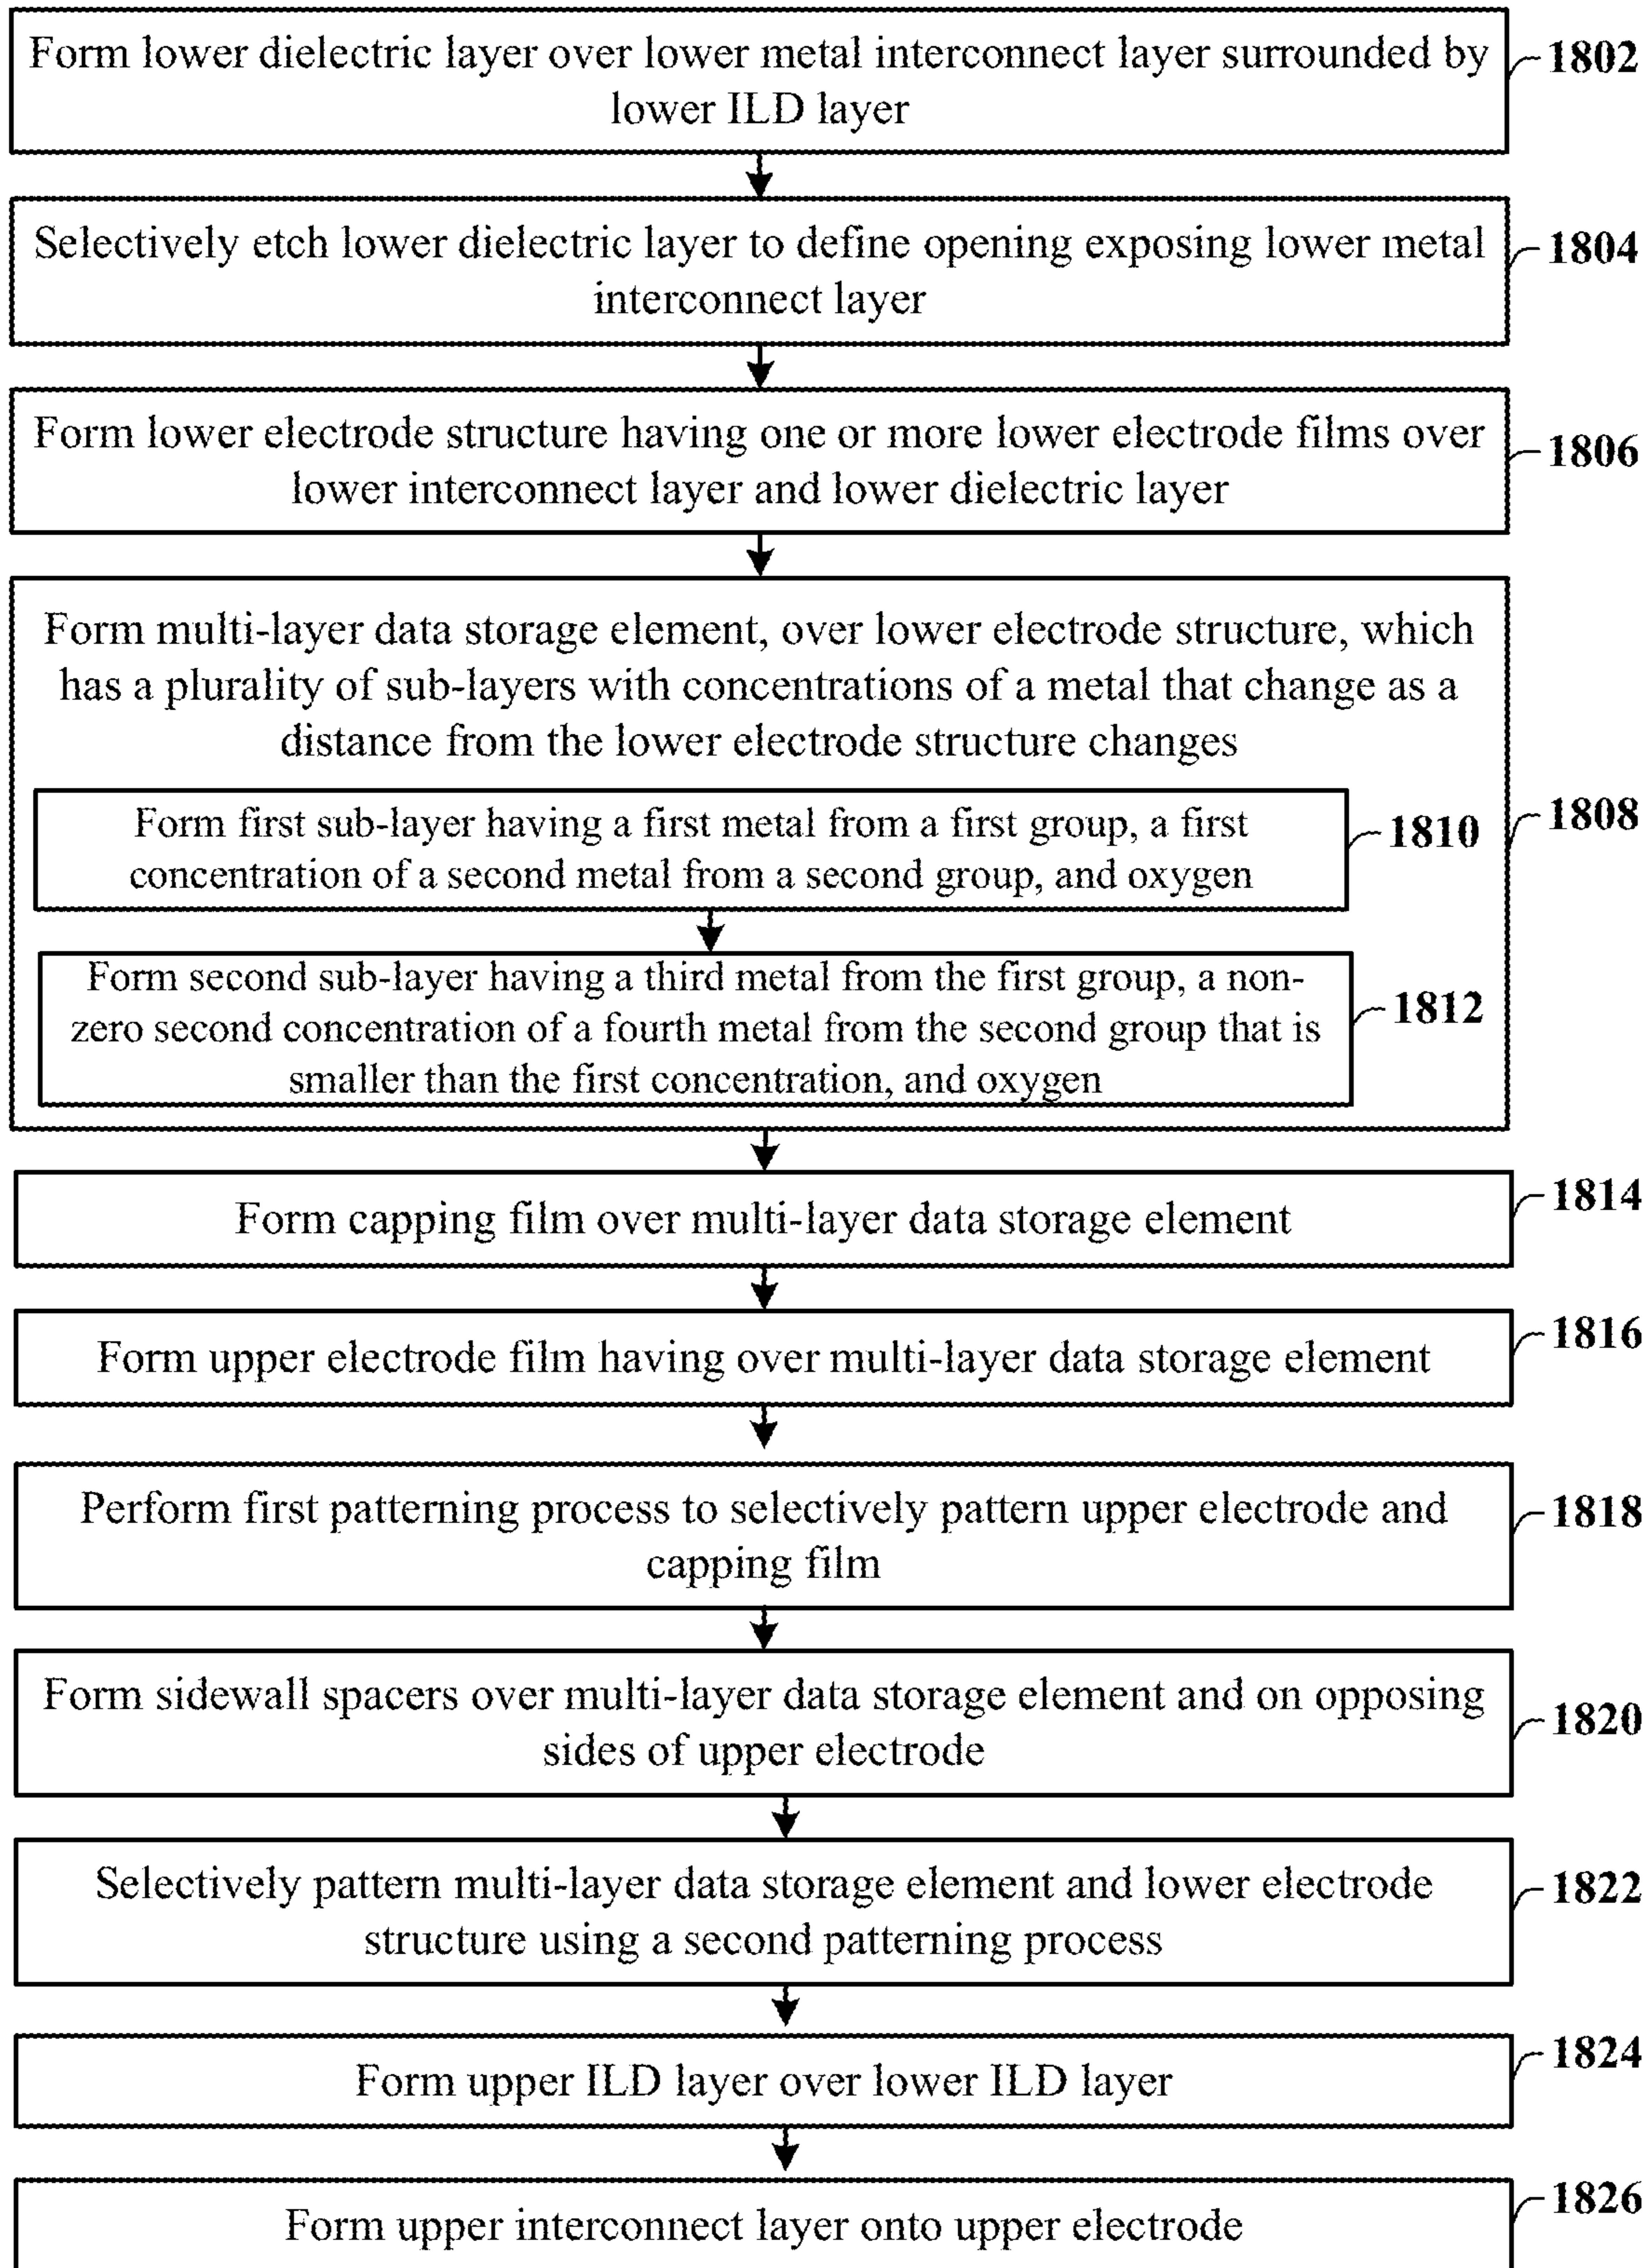 Form lower dielectric layer over lower metal interconnect layer surrounded by
lower ILD layer
1802
Selectively etch lower dielectric layer to define opening exposing lower metal
interconnect layer
1804
Form lower electrode structure having one or more lower electrode films over
lower interconnect layer and lower dielectric layer
1806
Form multi-layer data storage element, over lower electrode structure, which
has a plurality of sub-layers with concentrations of a metal that change as a
distance from the lower electrode structure changes
1808
Form first sub-layer having a first metal from a first group, a first
concentration of a second metal from a second group, and oxygen
1810
Form second sub-layer having a third metal from the first group, a non-
zero second concentration of a fourth metal from the second group that is
smaller than the first concentration, and oxygen
1812
Form capping film over multi-layer data storage element
1814
Form upper electrode film having over multi-layer data storage element
1816
Perform first patterning process to selectively pattern upper electrode and
capping film
1818
Form sidewall spacers over multi-layer data storage element and on opposing
sides of upper electrode
1820
Selectively pattern multi-layer data storage element and lower electrode
structure using a second patterning process
1822
Form upper ILD layer over lower ILD layer
1824
Form upper interconnect layer onto upper electrode
1826